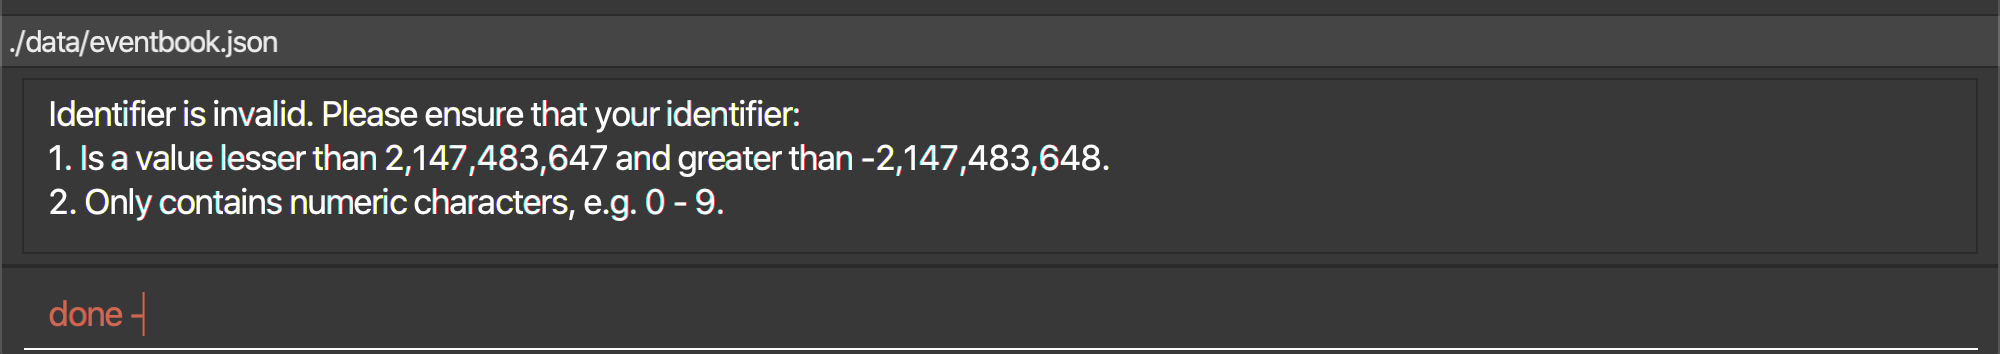 ./data/eventbook.json
Identifier is invalid. Please ensure that your identifier:
1. Is a value lesser than 2,147,483,647 and greater than -2,147,483,648.
2. Only contains numeric characters, e.g. 0 - 9.
done -